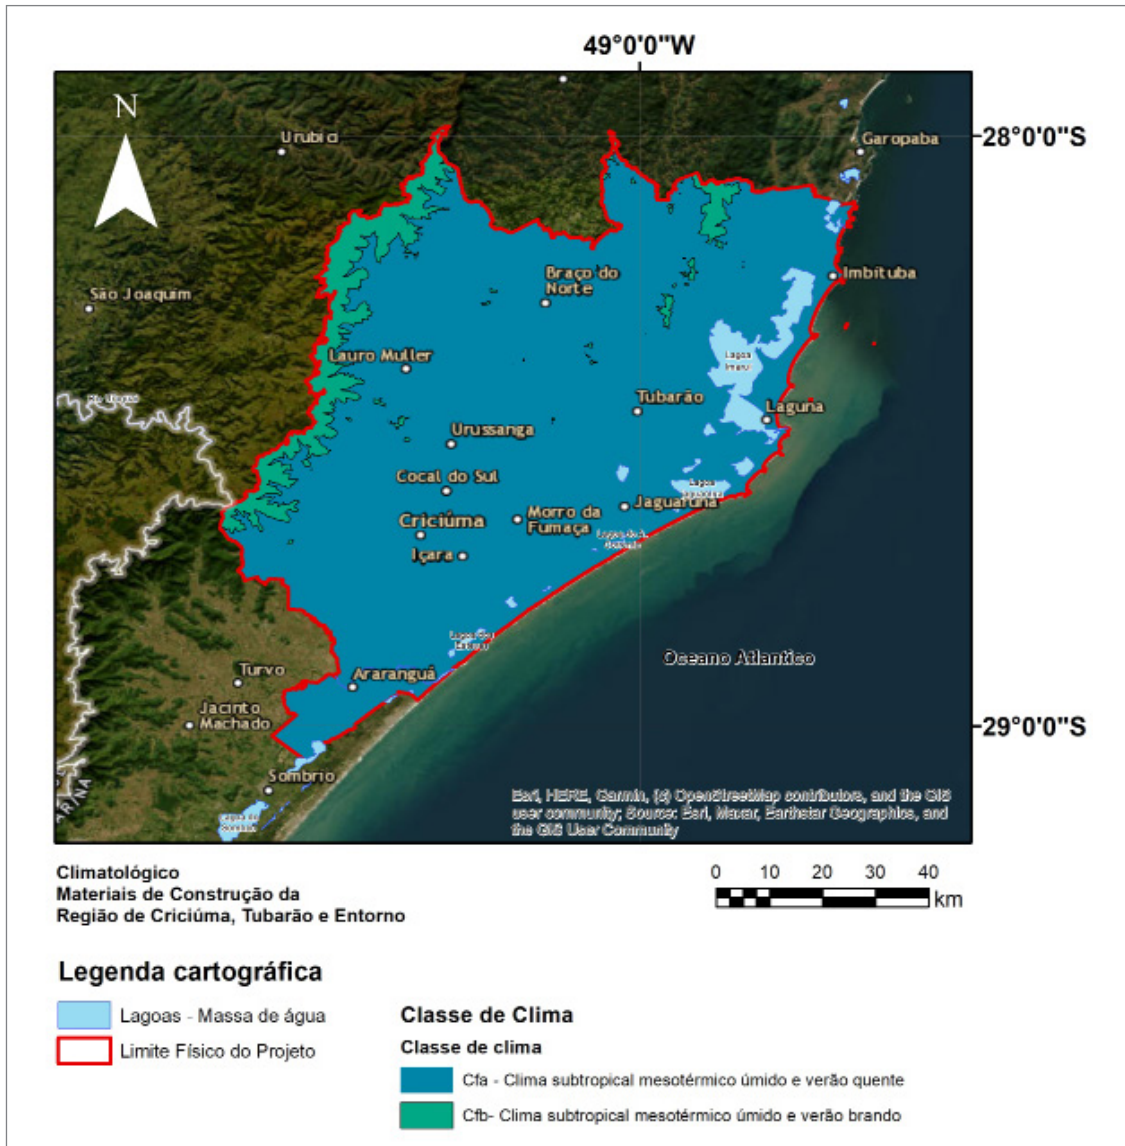 49°0'0"W
N
Urubici
Garopaba
28°0'0"S
São Joaquim
Braço do
Norte
Imbituba
Lauro Muller
Lagoa
Tubarão
Laguna
Urussanga
Cocal do Sul
Lagoa
Jaguaruna
Morro da
Fumaça
Criciúma
Içara
Oceano Atlantico
Turvo
Araranguá
Jacinto
Machado
29°0'0"S
Sombrio
Esri, HERE, Garmin, (c) OpenStreetMap contributors, and the GIS
user community; Source: Esri, Maxar, Earthstar Geographics, and
the GIS User Community
Climatológico
Materiais de Construção da
Região de Criciúma, Tubarão e Entorno
0 10 20 30 40
km
Legenda cartográfica
Lagoas - Massa de água
Limite Físico do Projeto
Classe de Clima
Classe de clima
Cfa - Clima subtropical mesotérmico úmido e verão quente
Cfb- Clima subtropical mesotérmico úmido e verão brando